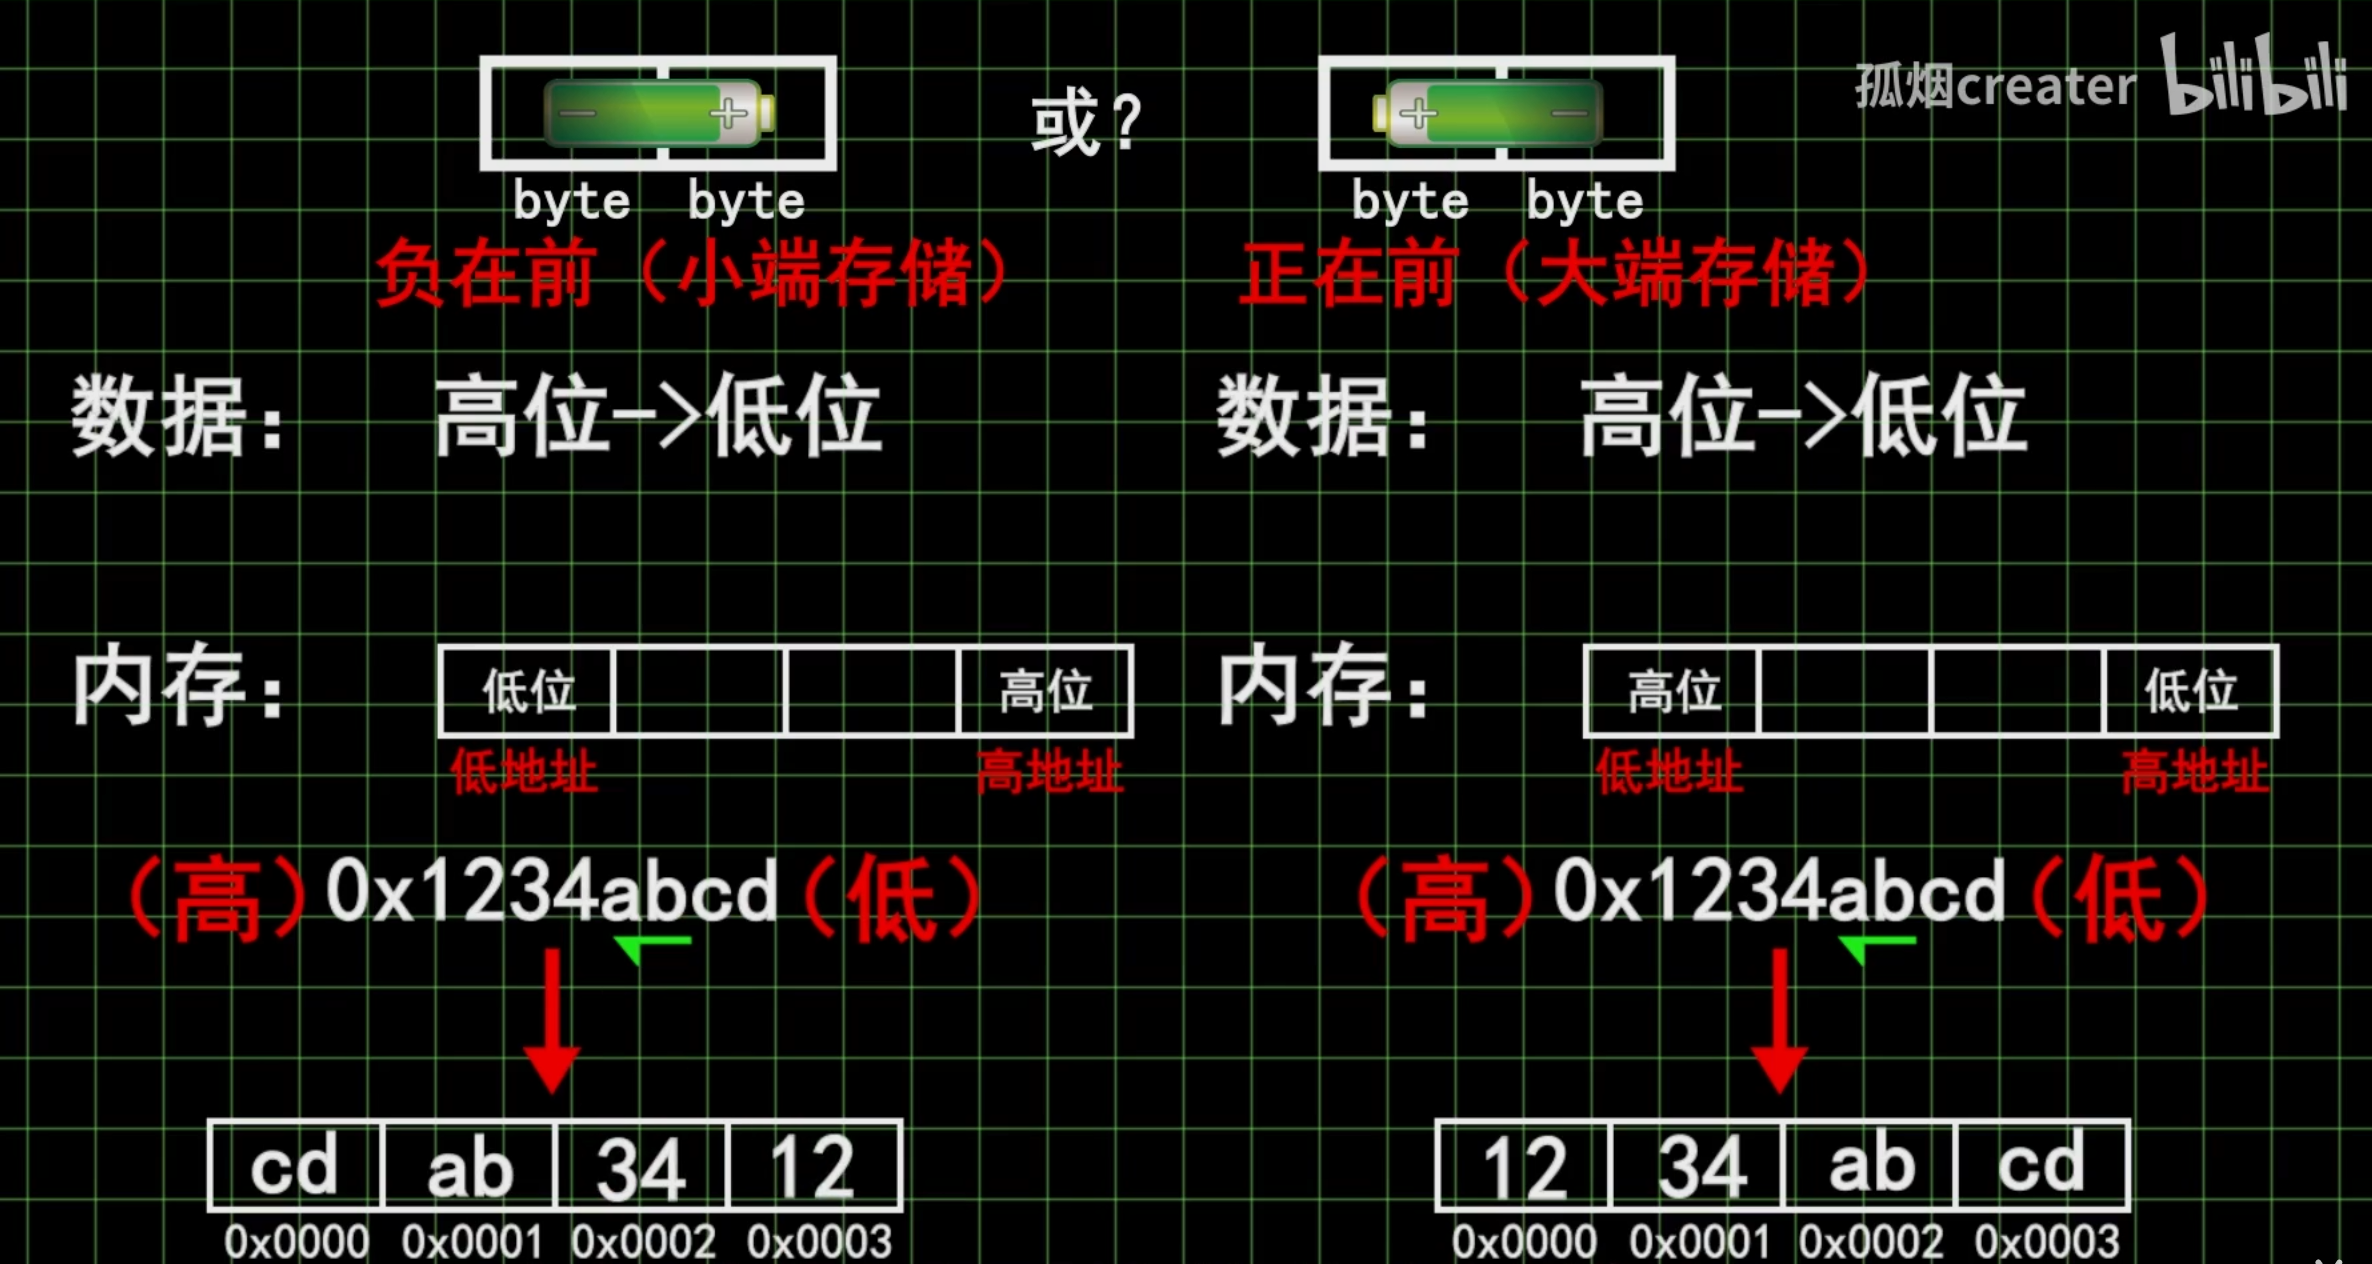 孤烟creater bilibili
或?
byte byte
byte byte
负在前（小端存储）
正在前（大端存储）
数据： 高位->低位
数据： 高位->低位
内存： 低位 高位
内存： 高位 低位
低地址 高地址
低地址 高地址
（高）0x1234abcd（低）
（高）0x1234abcd（低）
cd ab 34 12
12 34 ab cd
0x0000 0x0001 0x0002 0x0003
0x0000 0x0001 0x0002 0x0003